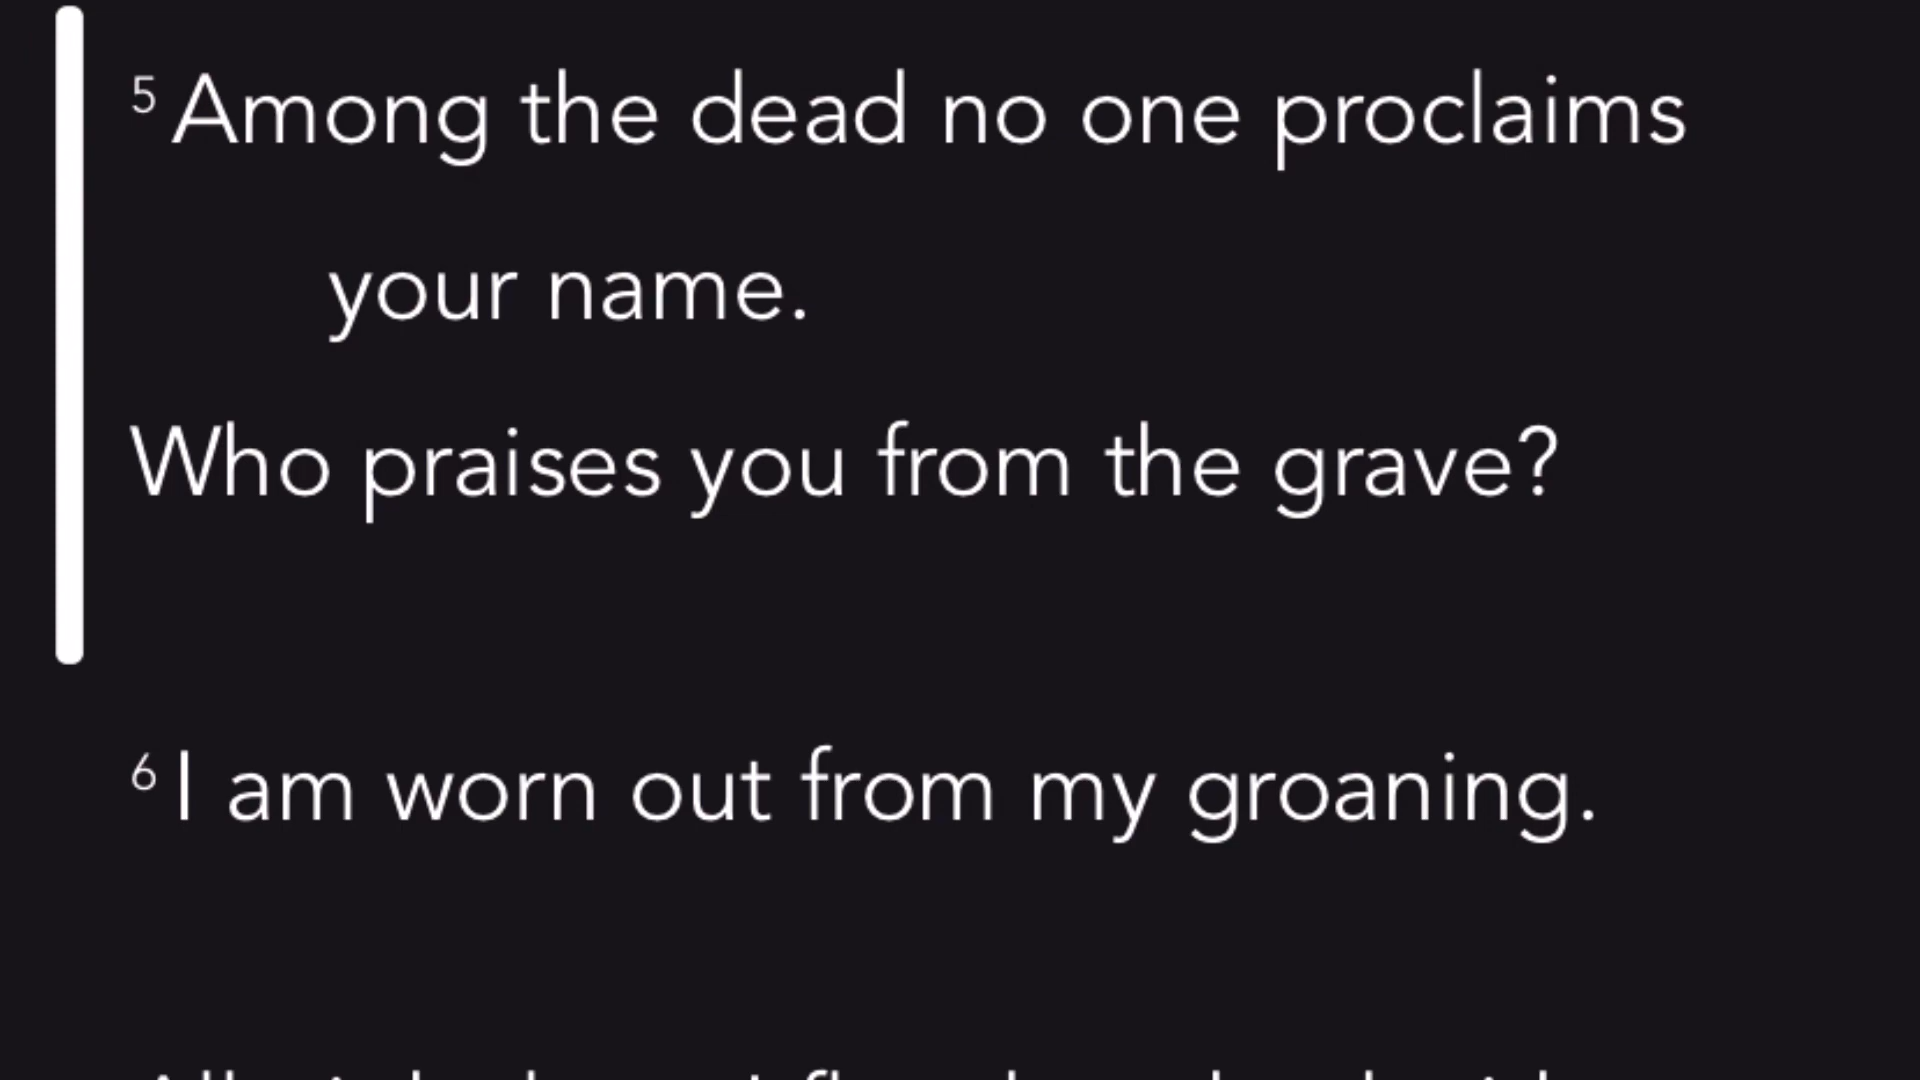 5 Among the dead no one proclaims
your name.
Who praises you from the grave?
6 I am worn out from my groaning.